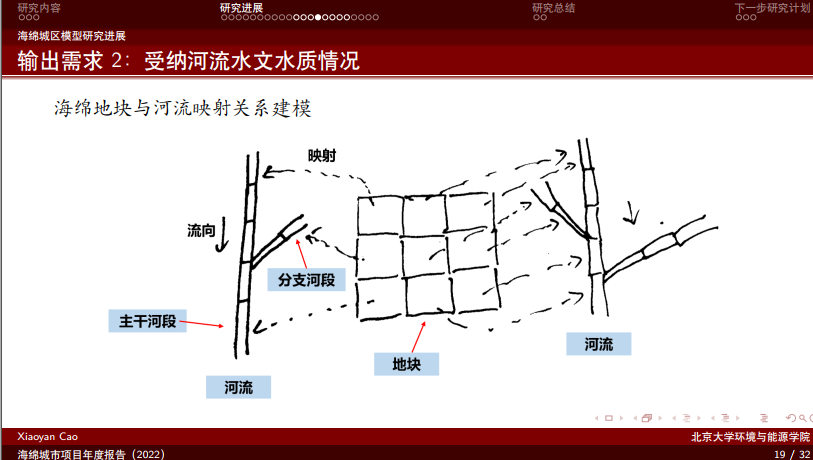 研究内容 研究进展 研究总结 下一步研究计划
海绵城区模型研究进展
输出需求 2：受纳河流水文水质情况
海绵地块与河流映射关系建模
映射
流向
分支河段
主干河段
地块
河流
河流
Xiaoyan Cao 北京大学环境与能源学院
海绵城市项目年度报告（2022） 19 / 32